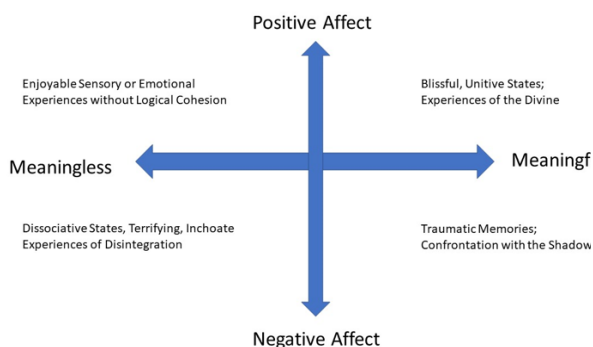 Positive Affect
Enjoyable Sensory or Emotional
Experiences without Logical Cohesion
Blissful, Unitive States;
Experiences of the Divine
Meaningless
Meaningf
Dissociative States, Terrifying, Inchoate
Experiences of Disintegration
Traumatic Memories;
Confrontation with the Shadow
Negative Affect